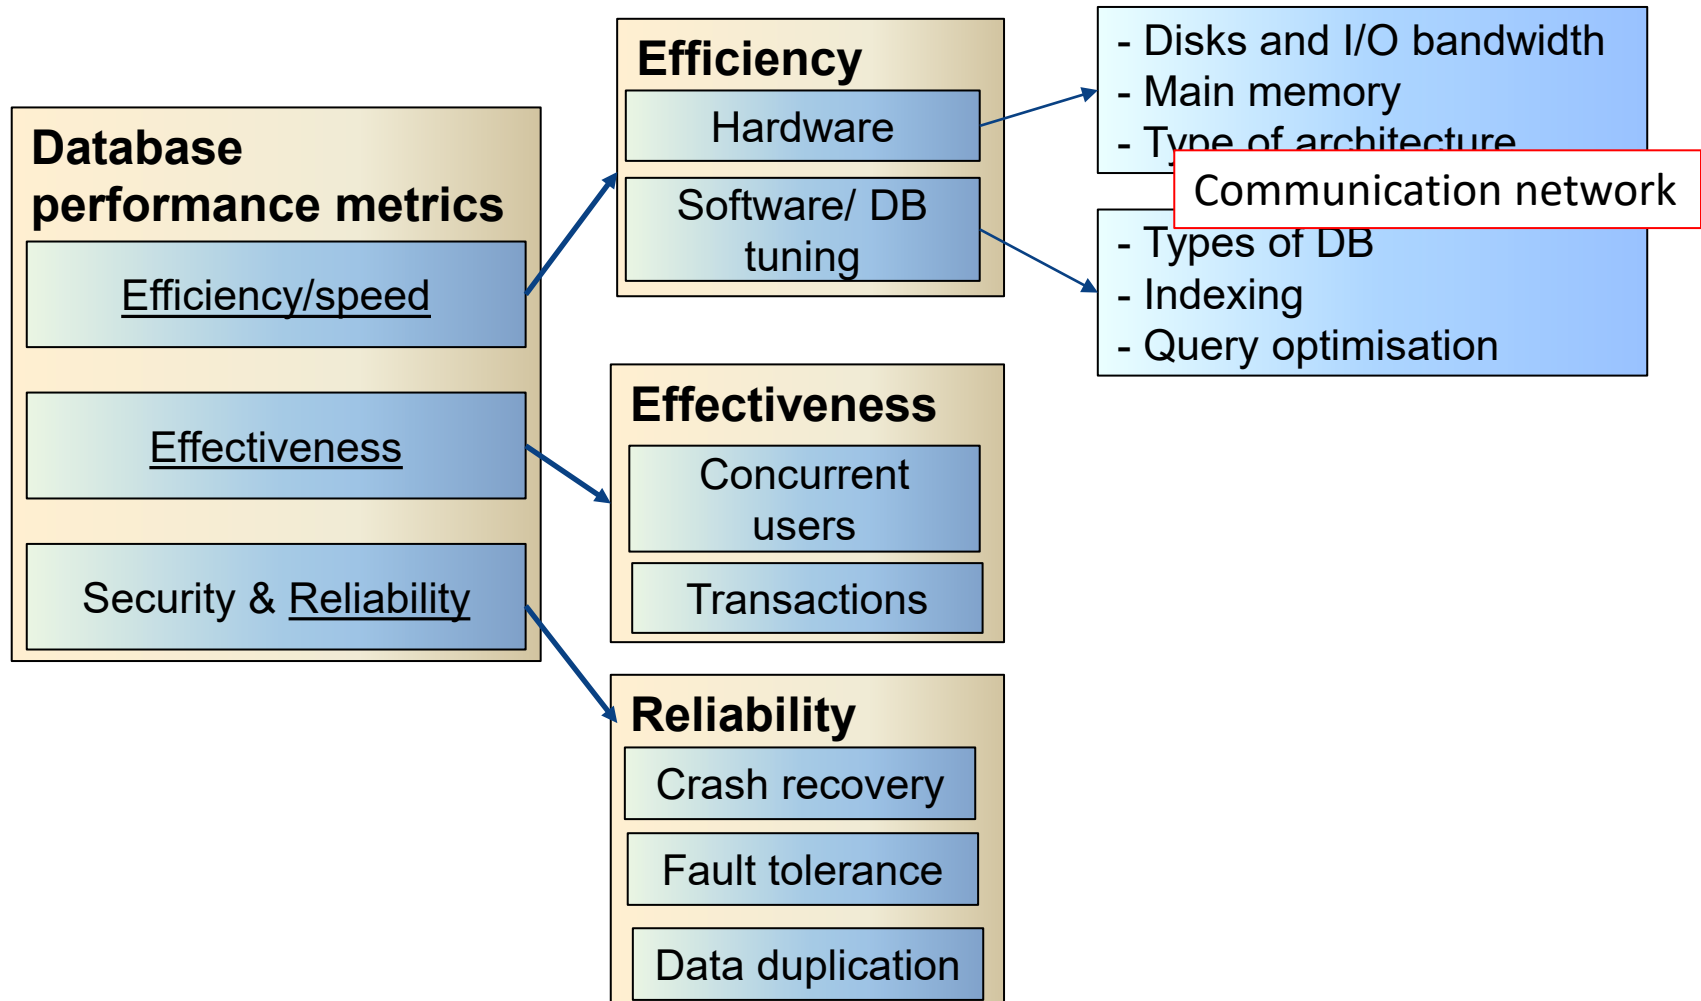 Database
performance metrics
Efficiency/speed
Effectiveness
Security & Reliability
Efficiency
Hardware
Software/ DB
tuning
- Disks and I/O bandwidth
- Main memory
- Type of architecture
Communication network
- Types of DB
- Indexing
- Query optimisation
Effectiveness
Concurrent
users
Transactions
Reliability
Crash recovery
Fault tolerance
Data duplication